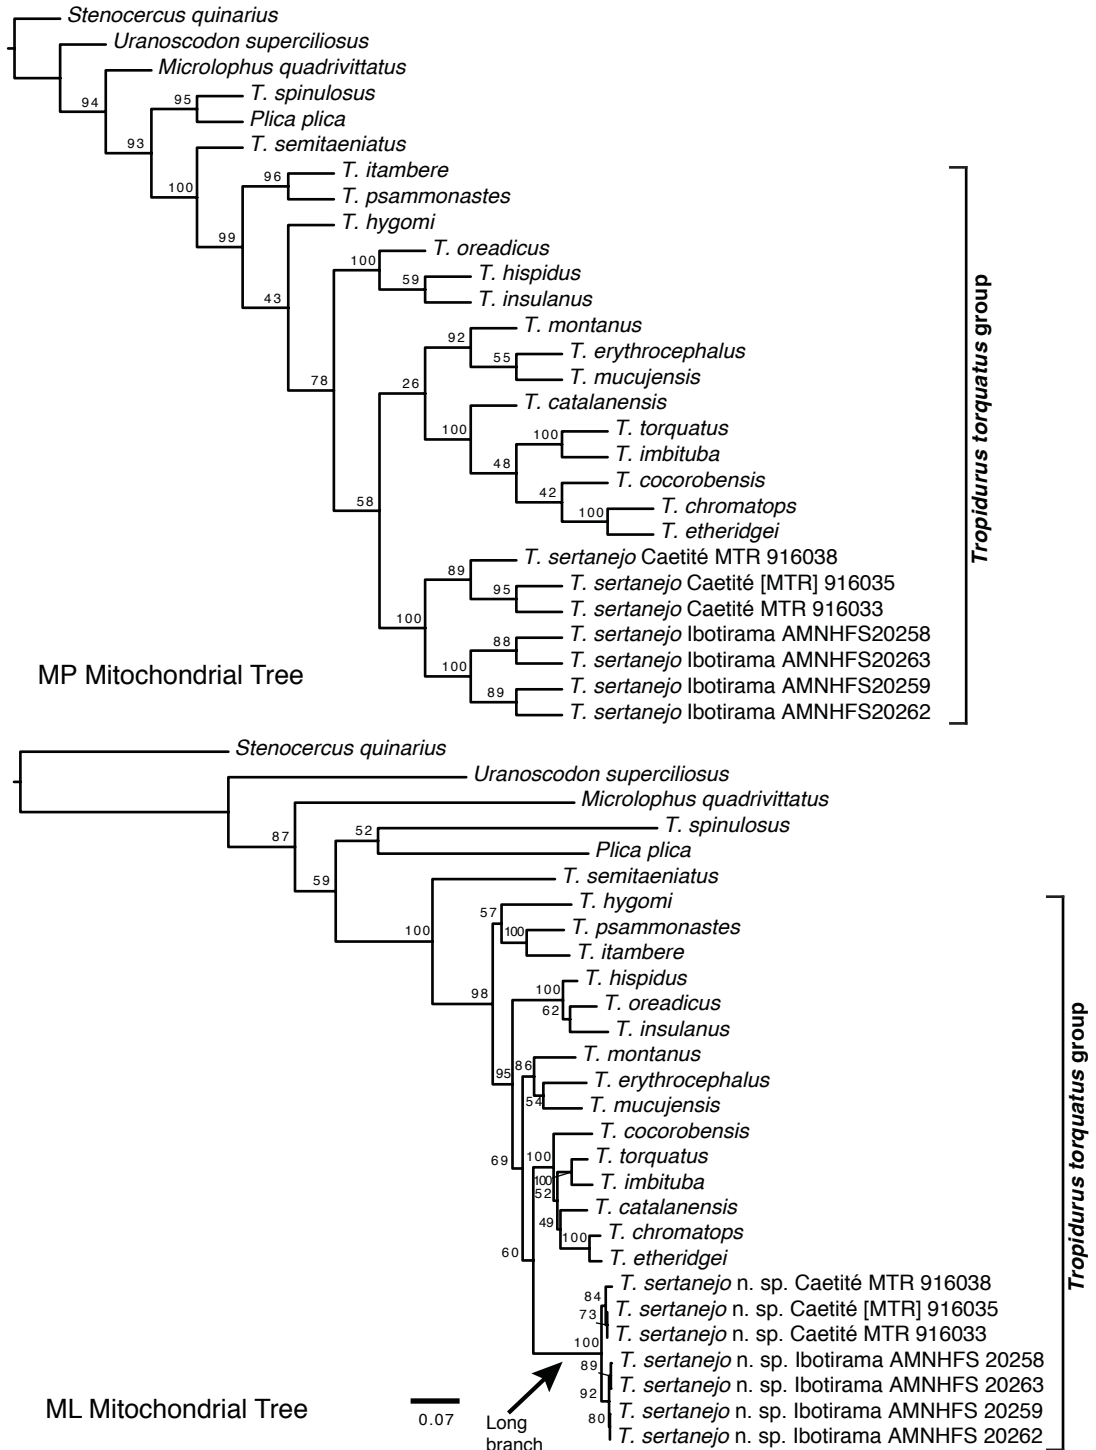 Stenocercus quinarius
Uranoscodon superciliosus
Microlophus quadrivittatus
94
95
T. spinulosus
Plica plica
93
T. semitaeniatus
100
96
T. itambere
T. psammonastes
99
T. hygomi
43
T. oreadicus
100
59
T. hispidus
T. insulanus
78
T. montanus
92
55
T. erythrocephalus
T. mucujensis
26
T. catalanensis
100
100
T. torquatus
T. imbituba
48
T. cocorobensis
42
100
T. chromatops
T. etheridgei
58
T. sertanejo Caetité MTR 916038
89
95
T. sertanejo Caetité [MTR] 916035
T. sertanejo Caetité MTR 916033
100
88
T. sertanejo Ibotirama AMNHFS20258
T. sertanejo Ibotirama AMNHFS20263
100
89
T. sertanejo Ibotirama AMNHFS20259
T. sertanejo Ibotirama AMNHFS20262
Tropidurus torquatus group
MP Mitochondrial Tree
Stenocercus quinarius
Uranoscodon superciliosus
Microlophus quadrivittatus
87
52
T. spinulosus
Plica plica
59
T. semitaeniatus
100
57
T. hygomi
100
T. psammonastes
T. itambere
98
T. hispidus
100
62
T. oreadicus
T. insulanus
95
86
T. montanus
54
T. erythrocephalus
T. mucujensis
69
T. cocorobensis
100
100
T. torquatus
T. imbituba
52
T. catalanensis
49
100
T. chromatops
T. etheridgei
60
T. sertanejo n. sp. Caetité MTR 916038
84
73
T. sertanejo n. sp. Caetité [MTR] 916035
T. sertanejo n. sp. Caetité MTR 916033
100
89
T. sertanejo n. sp. Ibotirama AMNHFS 20258
T. sertanejo n. sp. Ibotirama AMNHFS 20263
92
80
T. sertanejo n. sp. Ibotirama AMNHFS 20259
T. sertanejo n. sp. Ibotirama AMNHFS 20262
Tropidurus torquatus group
ML Mitochondrial Tree
0.07
Long
branch